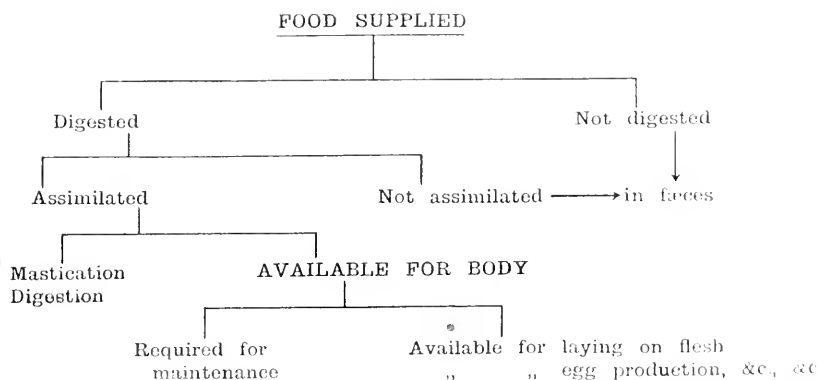 FOOD SUPPLIED
Digested
Not digested
Assimilated
Not assimilated
in fæces
Mastication
Digestion
AVAILABLE FOR BODY
Required for
maintenance
Available for laying on flesh
„ „ egg production, &c., &c